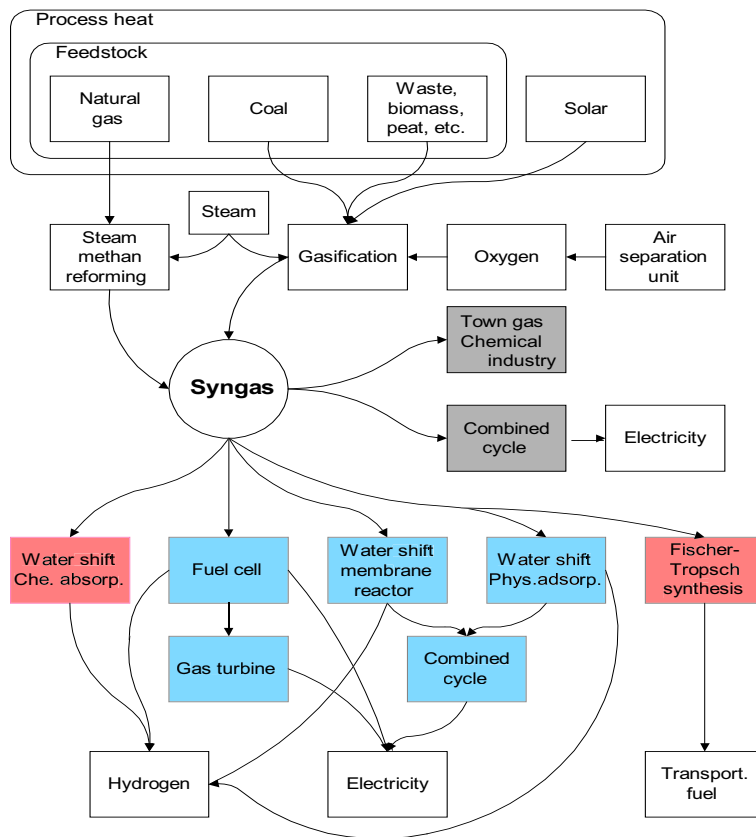 Process heat
Feedstock
Natural
gas
Coal
Waste,
biomass,
peat, etc.
Solar
Steam
Steam
methan
reforming
Gasification
Oxygen
Air
separation
unit
Town gas
Chemical
industry
Syngas
Combined
cycle
Electricity
Water shift
Che. absorp.
Fuel cell
Water shift
membrane
reactor
Water shift
Phys.adsorp.
Fischer-
Tropsch
synthesis
Gas turbine
Combined
cycle
Hydrogen
Electricity
Transport.
fuel